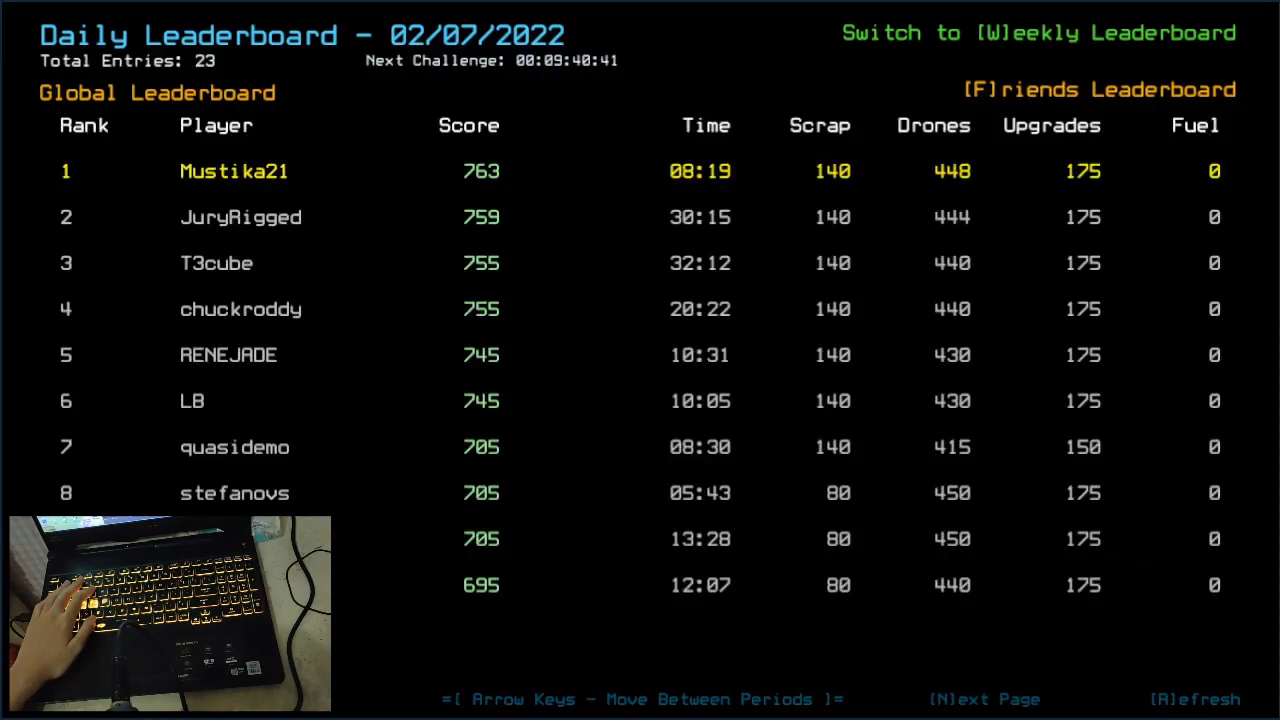 Daily Leaderboard - 02/07/2022
Switch to [W]eekly Leaderboard
Total Entries: 23 Next Challenge: 00:09:40:41
Global Leaderboard [F]riends Leaderboard
Rank Player Score Time Scrap Drones Upgrades Fuel
1 Mustika21 763 08:19 140 448 175 0
2 JuryRigged 759 30:15 140 444 175 0
3 T3cube 755 32:12 140 440 175 0
4 chuckroddy 755 20:22 140 440 175 0
5 RENEJADE 745 10:31 140 430 175 0
6 LB 745 10:05 140 430 175 0
7 quasidemo 705 08:30 140 415 150 0
8 stefanovs 705 05:43 80 450 175 0
705 13:28 80 450 175 0
695 12:07 80 440 175 0
=[ Arrow Keys - Move Between Periods ]= [N]ext Page [R]efresh